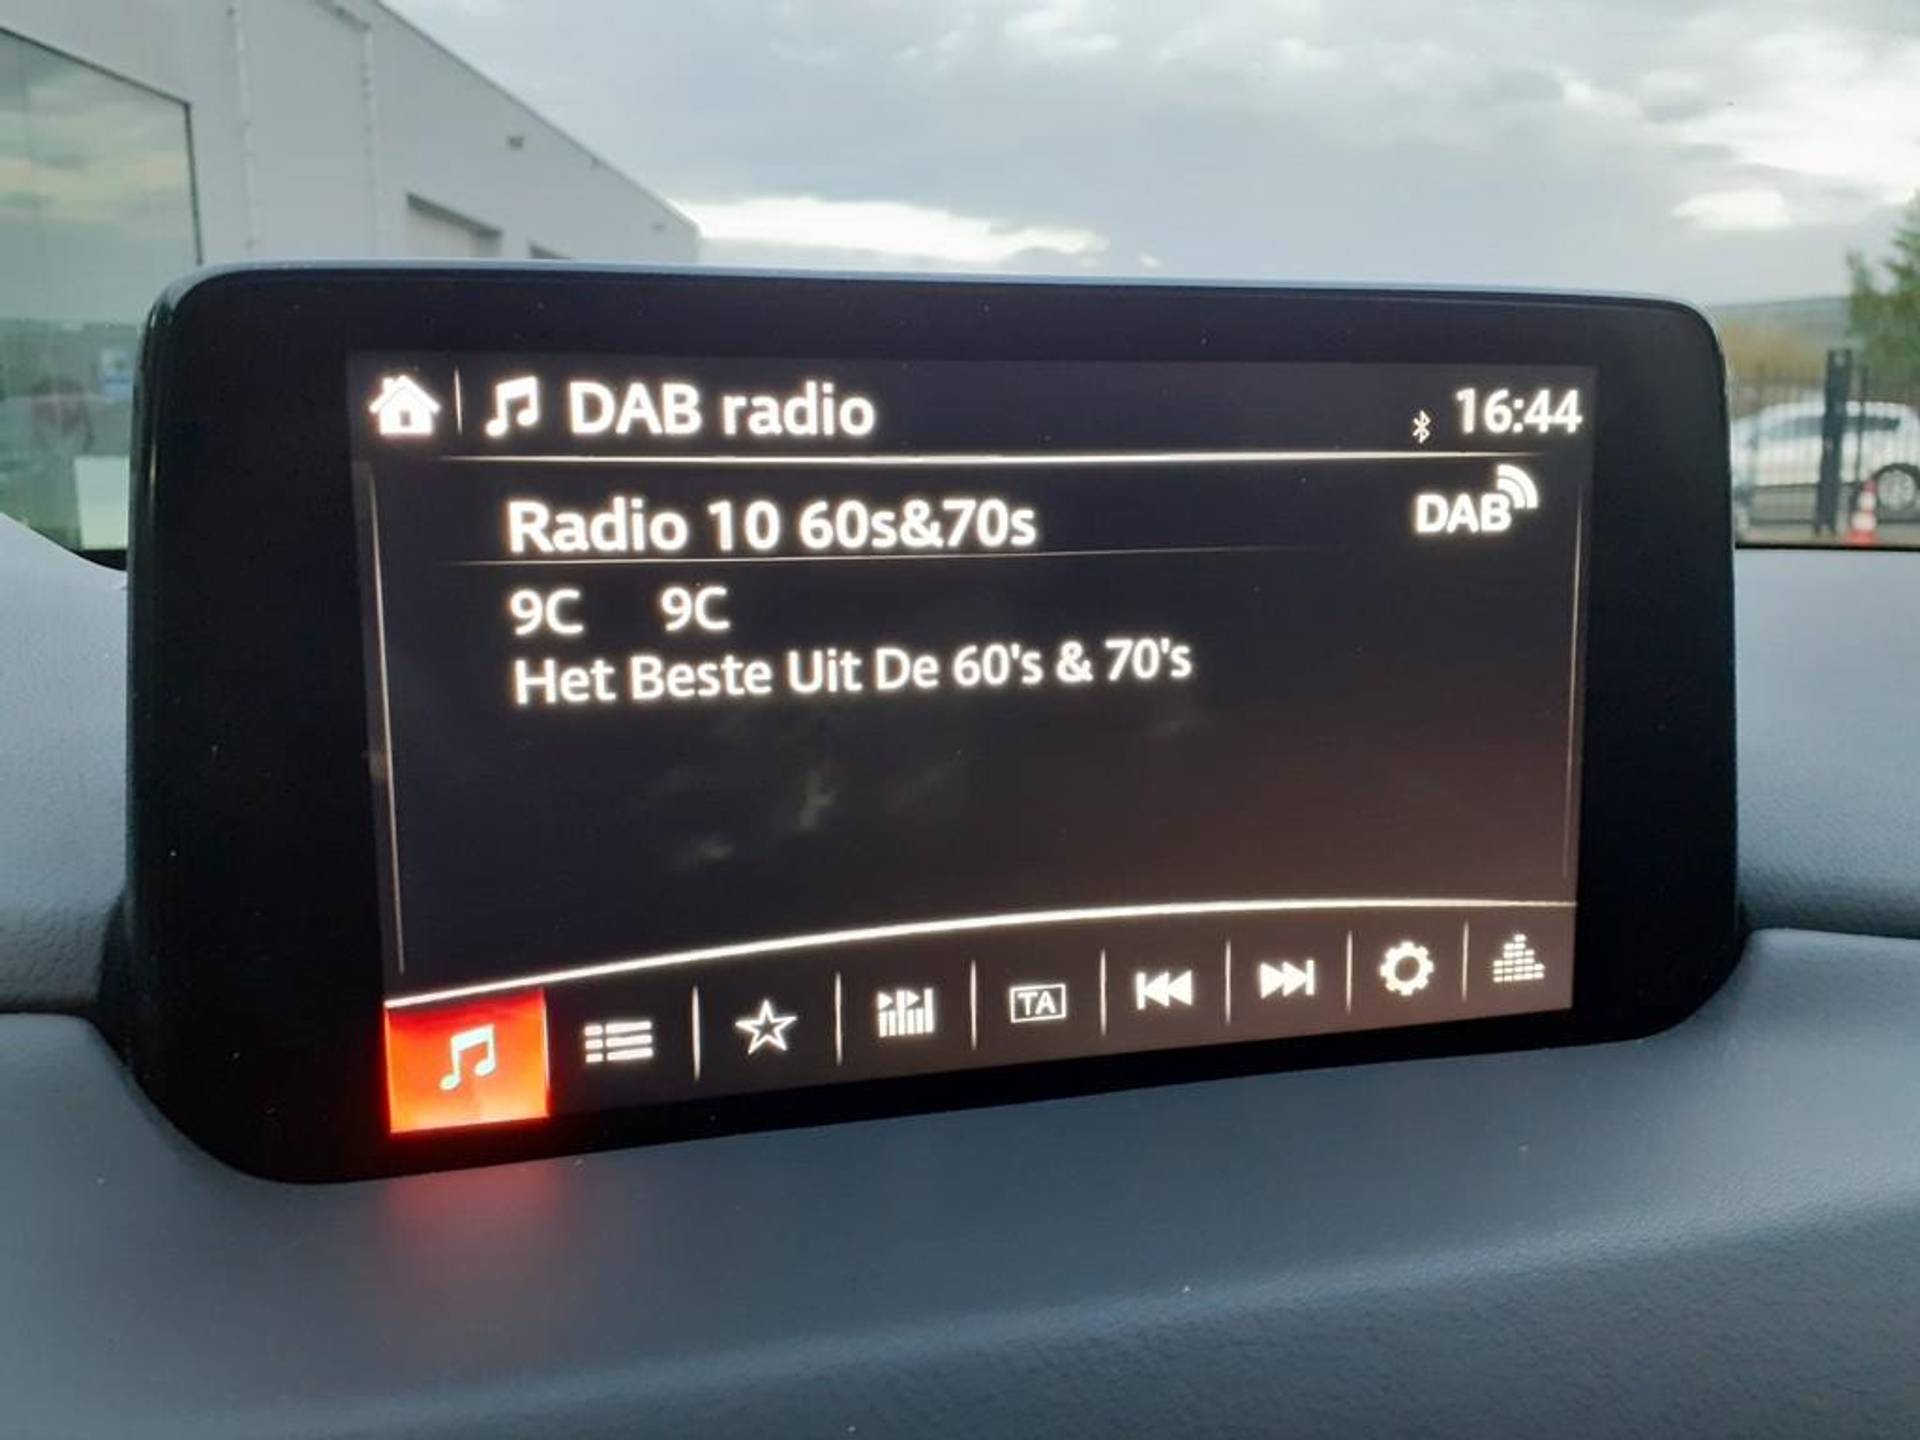 DAB radio 16:44
Radio 10 60s&70s DAB
9C 9C
Het Beste Uit De 60's & 70's
TA